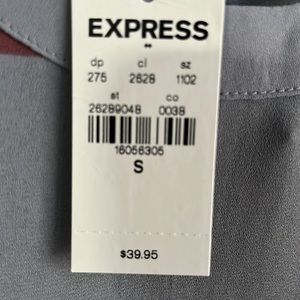 EXPRESS
dp cl sz
275 2628 1102
st co
26289048 0038
16056305
S
$39.95